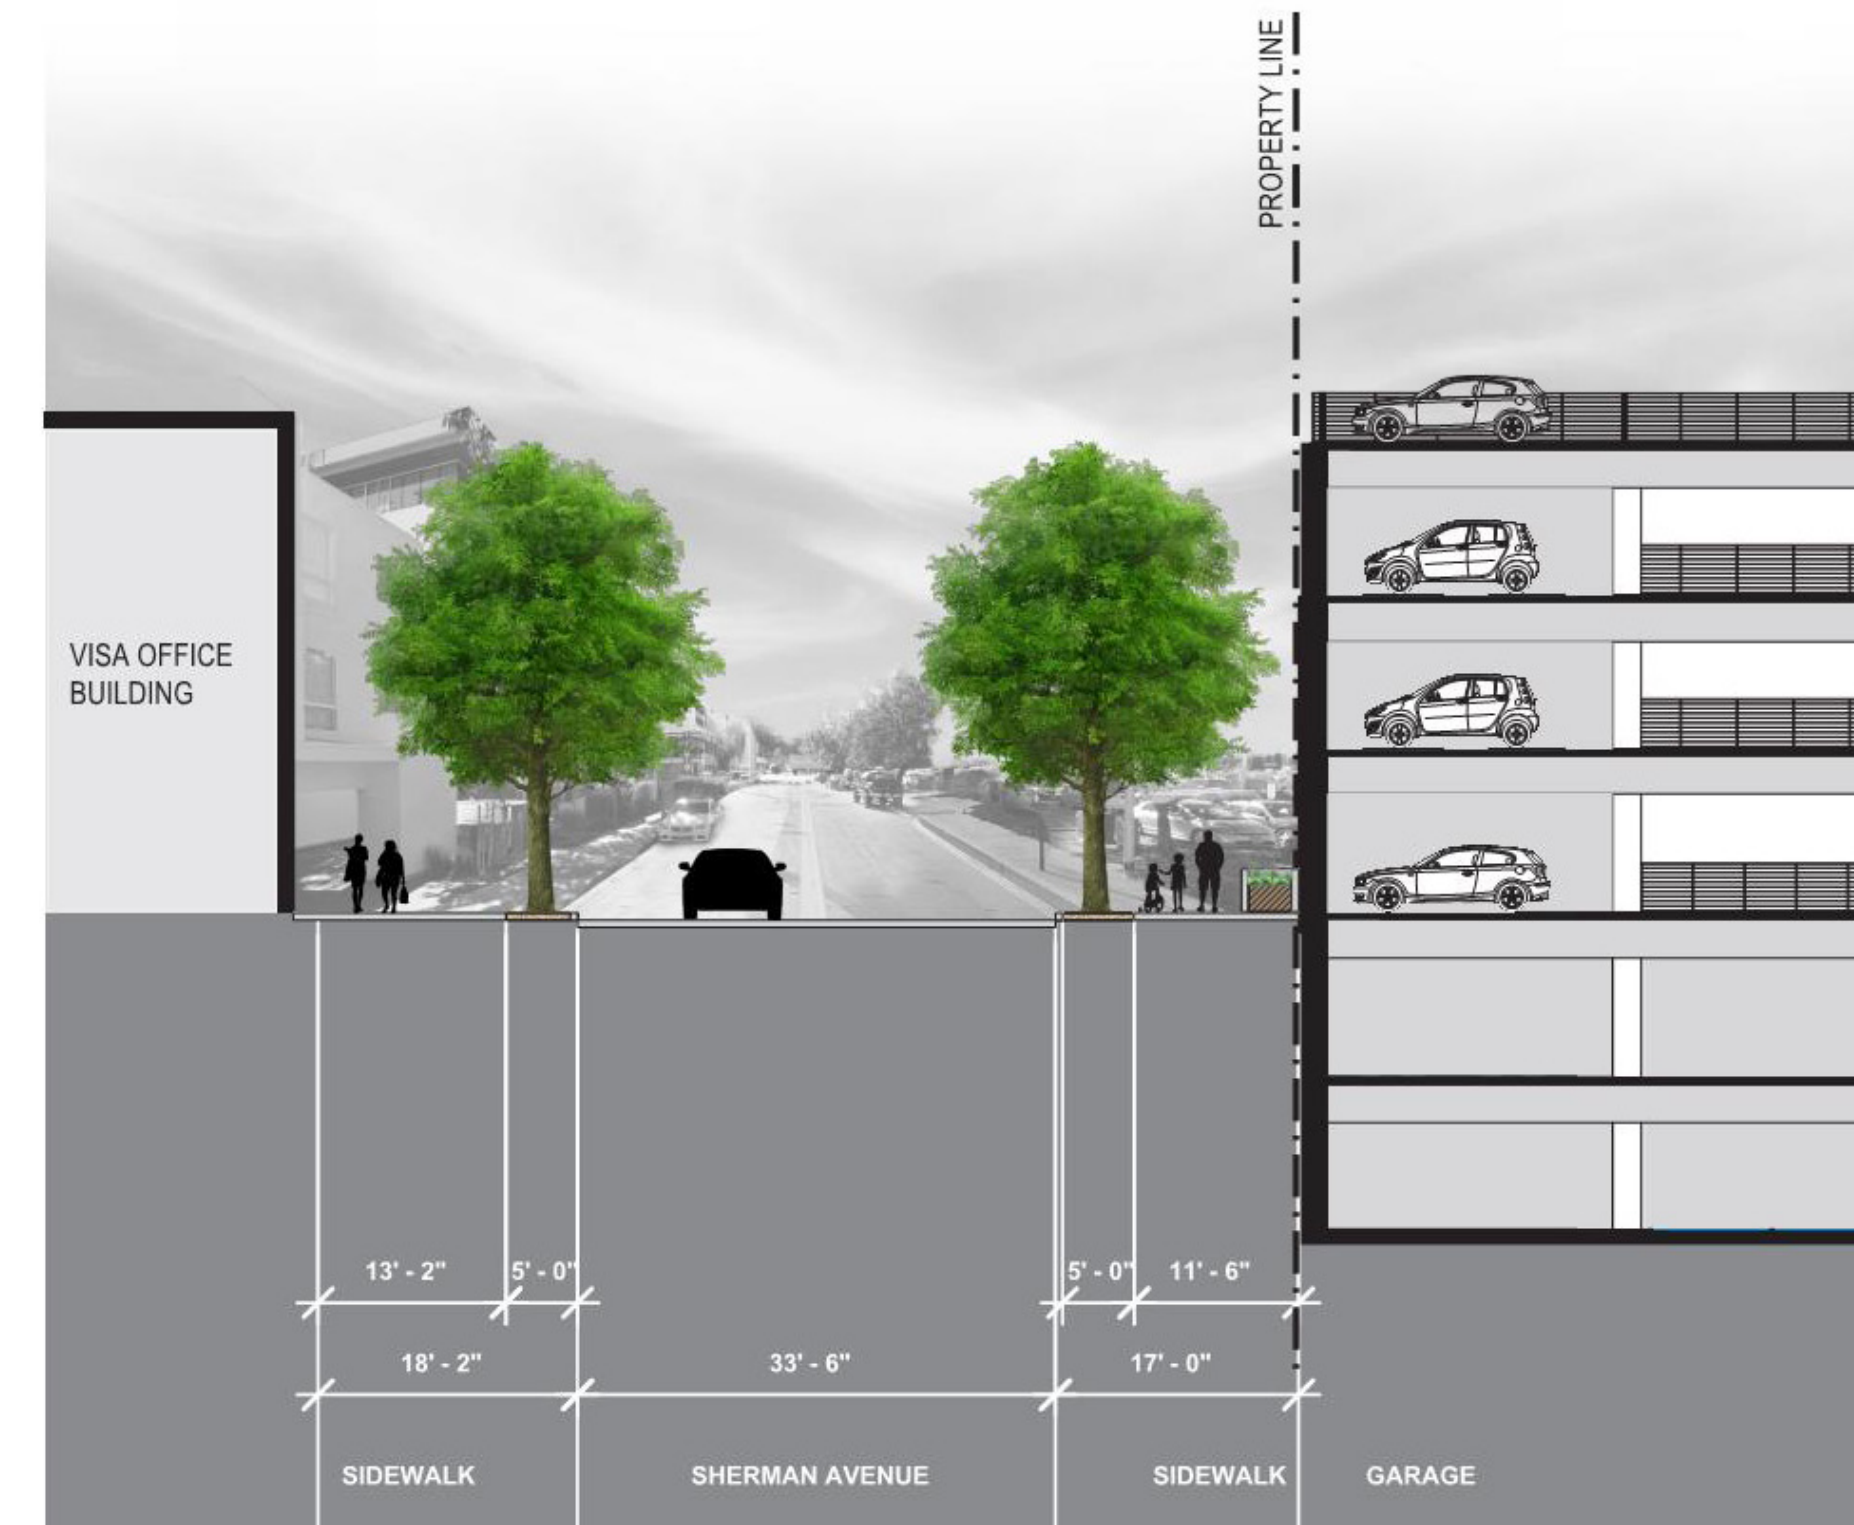 PROPERTY LINE
VISA OFFICE
BUILDING
13' - 2"
5' - 0"
5' - 0"
11' - 6"
18' - 2"
33' - 6"
17' - 0"
SIDEWALK
SHERMAN AVENUE
SIDEWALK
GARAGE